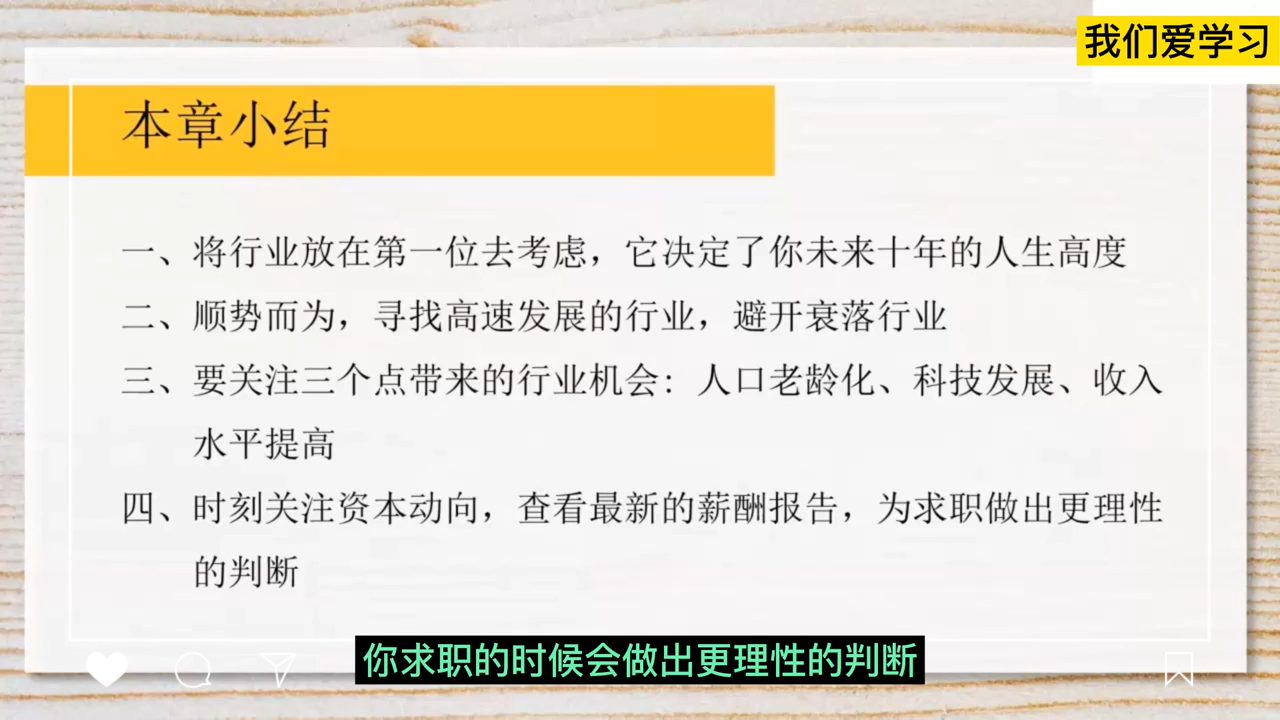 我们爱学习
本章小结
一、将行业放在第一位去考虑，它决定了你未来十年的人生高度
二、顺势而为，寻找高速发展的行业，避开衰落行业
三、要关注三个点带来的行业机会：人口老龄化、科技发展、收入
水平提高
四、时刻关注资本动向，查看最新的薪酬报告，为求职做出更理性
的判断
你求职的时候会做出更理性的判断